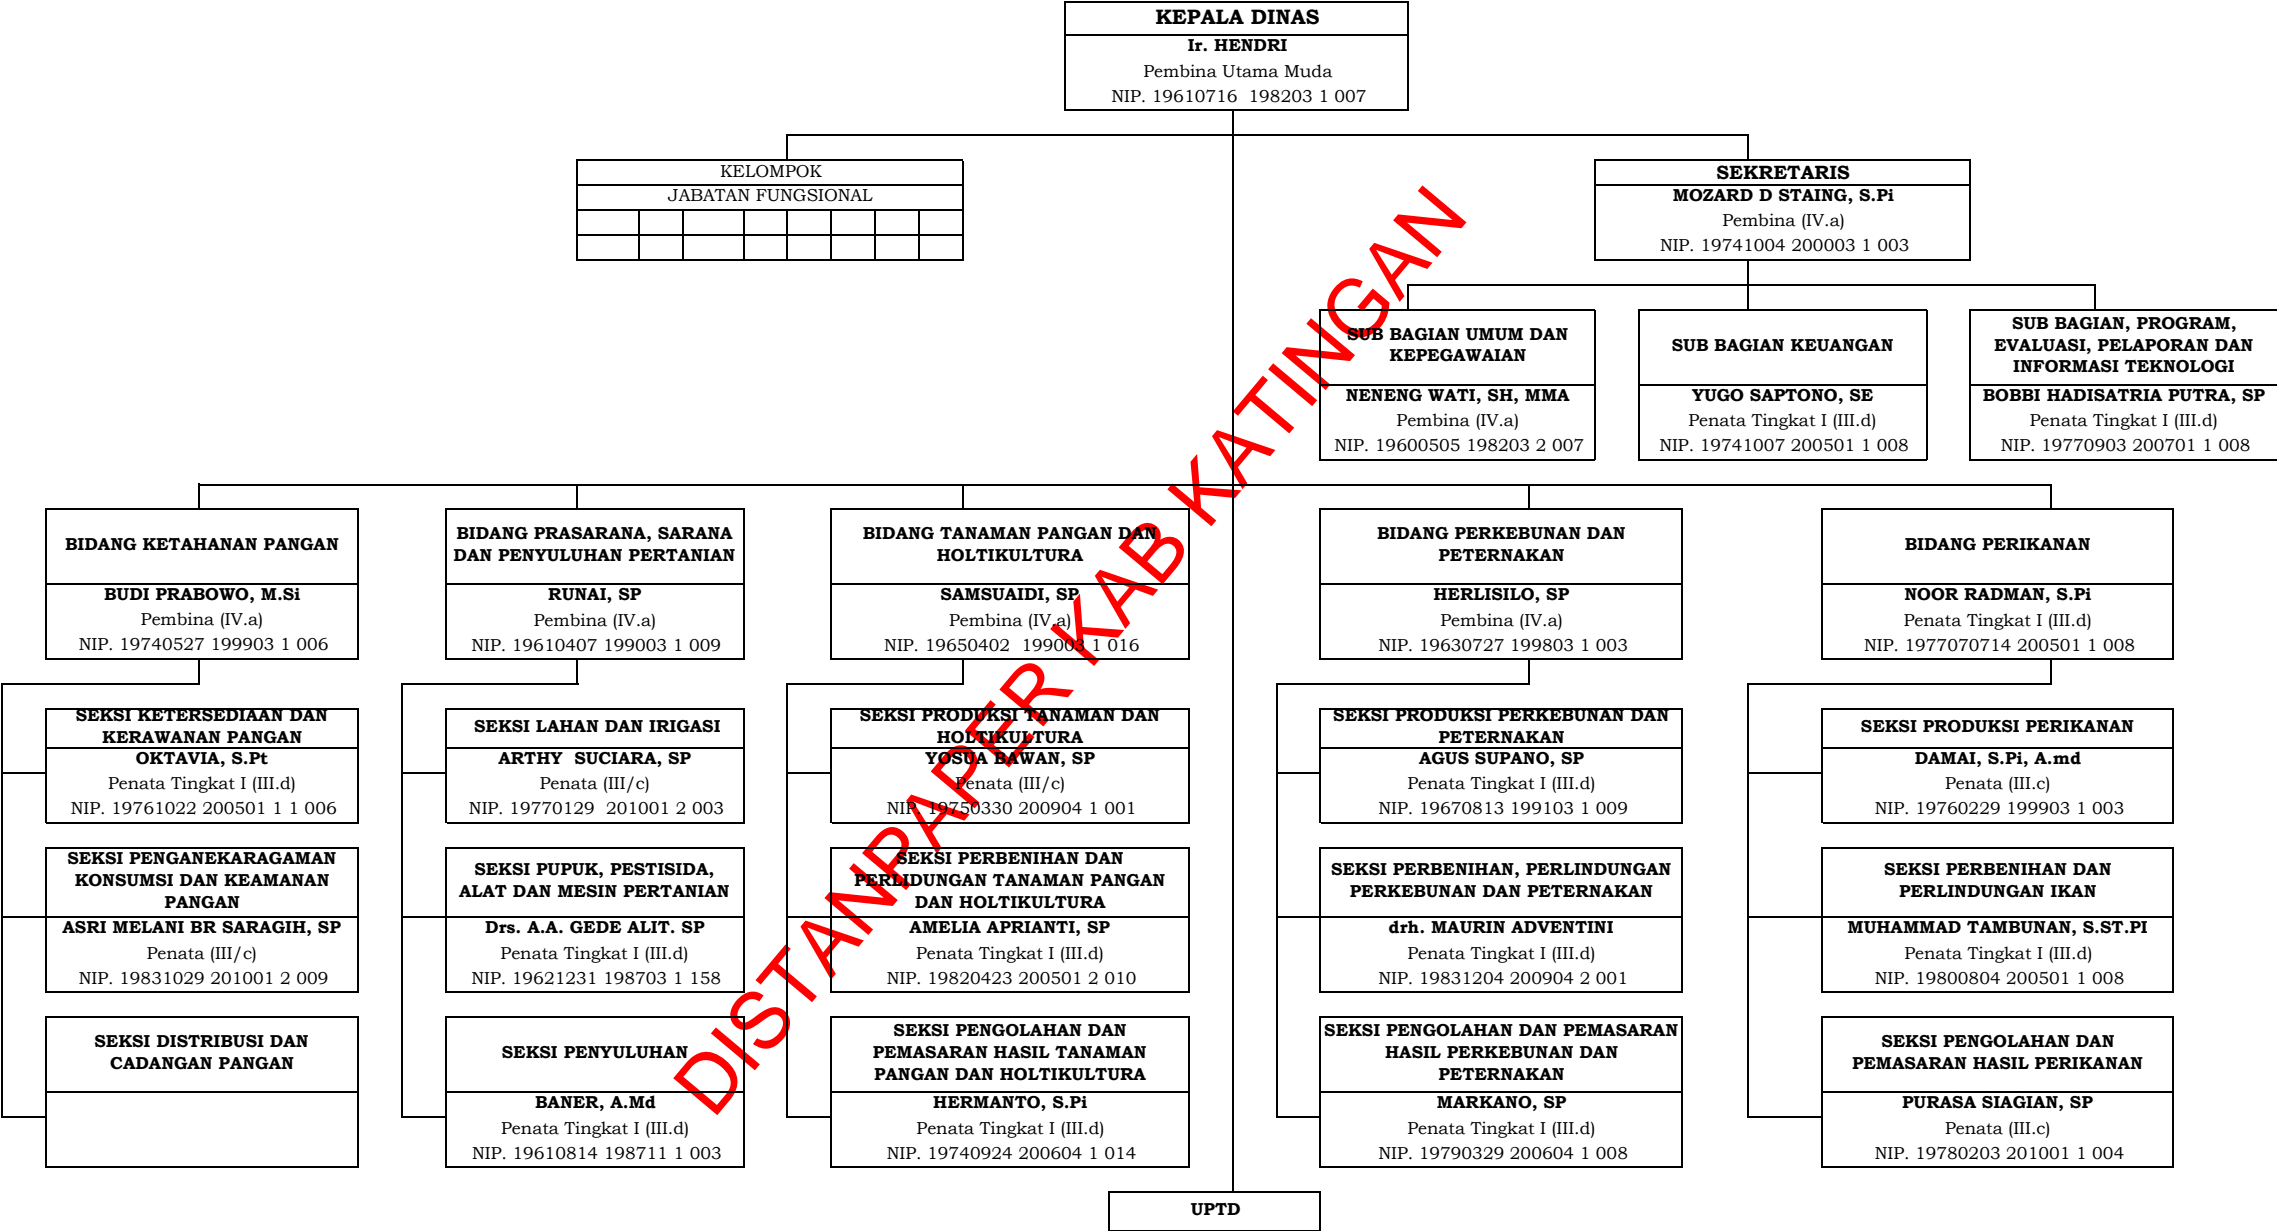 KEPALA DINAS
Ir. HENDRI
Pembina Utama Muda
NIP. 19610716  198203 1 007
KELOMPOK
JABATAN FUNGSIONAL
SEKRETARIS
MOZARD D STAING, S.Pi
Pembina (IV.a)
NIP. 19741004 200003 1 003
SUB BAGIAN UMUM DAN
KEPEGAWAIAN
NENENG WATI, SH, MMA
Pembina (IV.a)
NIP. 19600505 198203 2 007
SUB BAGIAN KEUANGAN
YUGO SAPTONO, SE
Penata Tingkat I (III.d)
NIP. 19741007 200501 1 008
SUB BAGIAN, PROGRAM,
EVALUASI, PELAPORAN DAN
INFORMASI TEKNOLOGI
BOBBI HADISATRIA PUTRA, SP
Penata Tingkat I (III.d)
NIP. 19770903 200701 1 008
BIDANG KETAHANAN PANGAN
BUDI PRABOWO, M.Si
Pembina (IV.a)
NIP. 19740527 199903 1 006
BIDANG PRASARANA, SARANA
DAN PENYULUHAN PERTANIAN
RUNAI, SP
Pembina (IV.a)
NIP. 19610407 199003 1 009
BIDANG TANAMAN PANGAN DAN
HOLTIKULTURA
SAMSUAIDI, SP
Pembina (IV.a)
NIP. 19650402  199003 1 016
BIDANG PERKEBUNAN DAN
PETERNAKAN
HERLISILO, SP
Pembina (IV.a)
NIP. 19630727 199803 1 003
BIDANG PERIKANAN
NOOR RADMAN, S.Pi
Penata Tingkat I (III.d)
NIP. 1977070714 200501 1 008
SEKSI KETERSEDIAAN DAN
KERAWANAN PANGAN
OKTAVIA, S.Pt
Penata Tingkat I (III.d)
NIP. 19761022 200501 1 1 006
SEKSI LAHAN DAN IRIGASI
ARTHY  SUCIARA, SP
Penata (III/c)
NIP. 19770129  201001 2 003
SEKSI PRODUKSI TANAMAN DAN
HOLTIKULTURA
YOSUA BAWAN, SP
Penata (III/c)
NIP. 19750330 200904 1 001
SEKSI PRODUKSI PERKEBUNAN DAN
PETERNAKAN
AGUS SUPANO, SP
Penata Tingkat I (III.d)
NIP. 19670813 199103 1 009
SEKSI PRODUKSI PERIKANAN
DAMAI, S.Pi, A.md
Penata (III.c)
NIP. 19760229 199903 1 003
SEKSI PENGANEKARAGAMAN
KONSUMSI DAN KEAMANAN
PANGAN
ASRI MELANI BR SARAGIH, SP
Penata (III/c)
NIP. 19831029 201001 2 009
SEKSI PUPUK, PESTISIDA,
ALAT DAN MESIN PERTANIAN
Drs. A.A. GEDE ALIT. SP
Penata Tingkat I (III.d)
NIP. 19621231 198703 1 158
SEKSI PERBENIHAN DAN
PERLIDUNGAN TANAMAN PANGAN
DAN HOLTIKULTURA
AMELIA APRIANTI, SP
Penata Tingkat I (III.d)
NIP. 19820423 200501 2 010
SEKSI PERBENIHAN, PERLINDUNGAN
PERKEBUNAN DAN PETERNAKAN
drh. MAURIN ADVENTINI
Penata Tingkat I (III.d)
NIP. 19831204 200904 2 001
SEKSI PERBENIHAN DAN
PERLINDUNGAN IKAN
MUHAMMAD TAMBUNAN, S.ST.PI
Penata Tingkat I (III.d)
NIP. 19800804 200501 1 008
SEKSI DISTRIBUSI DAN
CADANGAN PANGAN
SEKSI PENYULUHAN
BANER, A.Md
Penata Tingkat I (III.d)
NIP. 19610814 198711 1 003
SEKSI PENGOLAHAN DAN
PEMASARAN HASIL TANAMAN
PANGAN DAN HOLTIKULTURA
HERMANTO, S.Pi
Penata Tingkat I (III.d)
NIP. 19740924 200604 1 014
SEKSI PENGOLAHAN DAN PEMASARAN
HASIL PERKEBUNAN DAN
PETERNAKAN
MARKANO, SP
Penata Tingkat I (III.d)
NIP. 19790329 200604 1 008
SEKSI PENGOLAHAN DAN
PEMASARAN HASIL PERIKANAN
PURASA SIAGIAN, SP
Penata (III.c)
NIP. 19780203 201001 1 004
UPTD
DISTANPAPER KAB KATINGAN